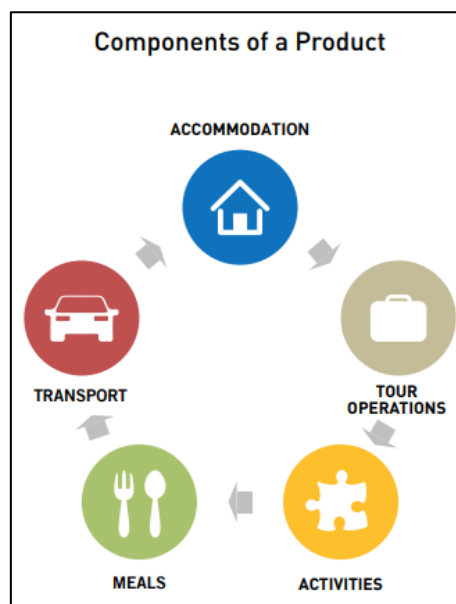 Components of a Product
ACCOMMODATION
TOUR
OPERATIONS
ACTIVITIES
MEALS
TRANSPORT